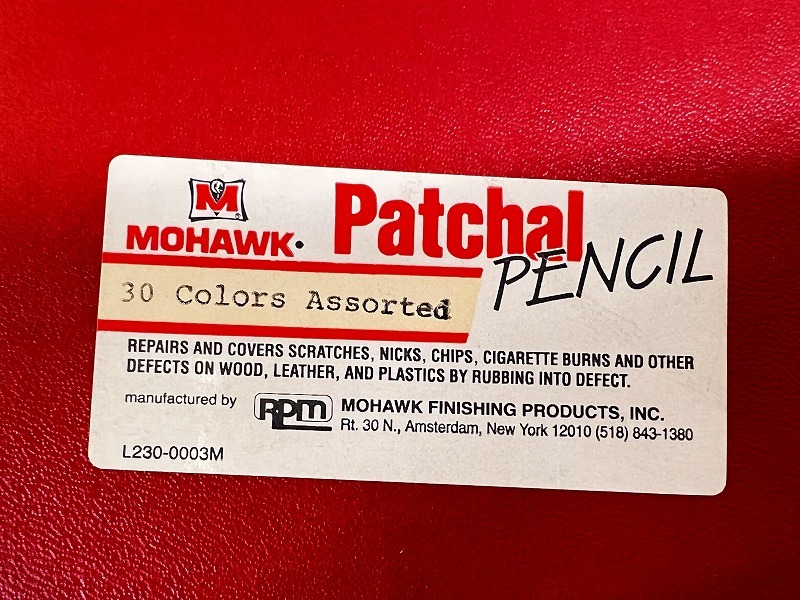 M
MOHAWK.
Patchal
PENCIL
30 Colors Assorted
REPAIRS AND COVERS SCRATCHES, NICKS, CHIPS, CIGARETTE BURNS AND OTHER
DEFECTS ON WOOD, LEATHER, AND PLASTICS BY RUBBING INTO DEFECT.
manufactured by
RPM
MOHAWK FINISHING PRODUCTS, INC.
Rt. 30 N., Amsterdam, New York 12010 (518) 843-1380
L230-0003M